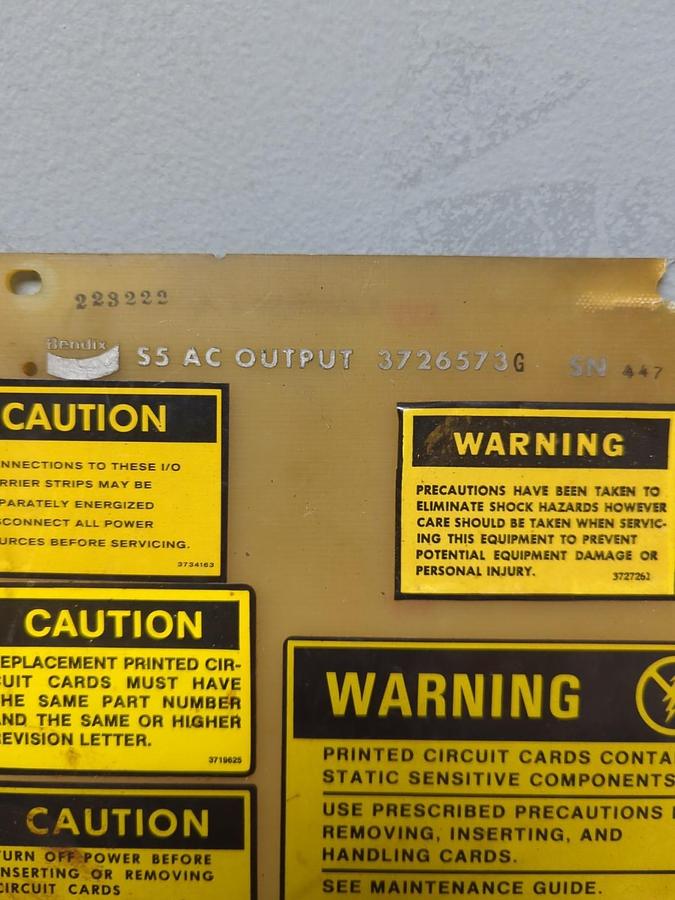 223222
Bendix S5 AC OUTPUT 3726573G SN 447
CAUTION
NNECTIONS TO THESE I/O
RRIER STRIPS MAY BE
PARATELY ENERGIZED
SCONNECT ALL POWER
URCES BEFORE SERVICING.
3734163
WARNING
PRECAUTIONS HAVE BEEN TAKEN TO
ELIMINATE SHOCK HAZARDS HOWEVER
CARE SHOULD BE TAKEN WHEN SERVIC-
ING THIS EQUIPMENT TO PREVENT
POTENTIAL EQUIPMENT DAMAGE OR
PERSONAL INJURY.
3727261
CAUTION
EPLACEMENT PRINTED CIR-
CUIT CARDS MUST HAVE
HE SAME PART NUMBER
AND THE SAME OR HIGHER
REVISION LETTER.
3719625
WARNING
PRINTED CIRCUIT CARDS CONTA
STATIC SENSITIVE COMPONENTS
USE PRESCRIBED PRECAUTIONS
REMOVING, INSERTING, AND
HANDLING CARDS.
SEE MAINTENANCE GUIDE.
CAUTION
TURN OFF POWER BEFORE
INSERTING OR REMOVING
CIRCUIT CARDS